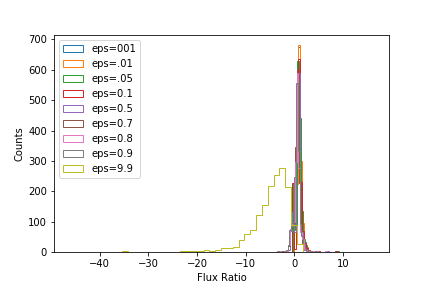 700
600
500
400
300
200
100
0
Counts
eps=001
eps=.01
eps=.05
eps=0.1
eps=0.5
eps=0.7
eps=0.8
eps=0.9
eps=9.9
−40 −30 −20 −10 0 10
Flux Ratio